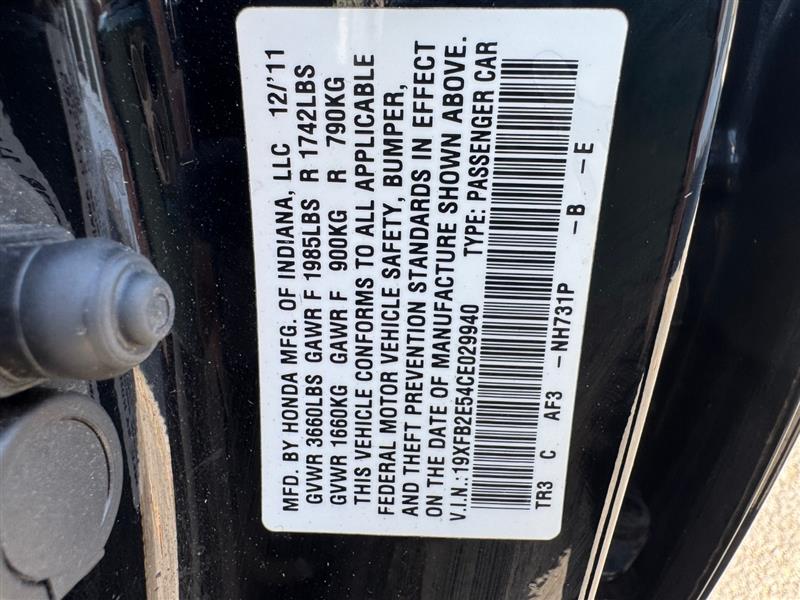 MFD. BY HONDA MFG. OF INDIANA, LLC 12/'11
GVWR 3660LBS GAWR F 1985LBS R 1742LBS
GVWR 1660KG GAWR F 900KG R 790KG
THIS VEHICLE CONFORMS TO ALL APPLICABLE
FEDERAL MOTOR VEHICLE SAFETY, BUMPER,
AND THEFT PREVENTION STANDARDS IN EFFECT
ON THE DATE OF MANUFACTURE SHOWN ABOVE.
V.I.N.:19XFB2E54CE029940 TYPE: PASSENGER CAR
TR3 C AF3 -NH731P -B -E